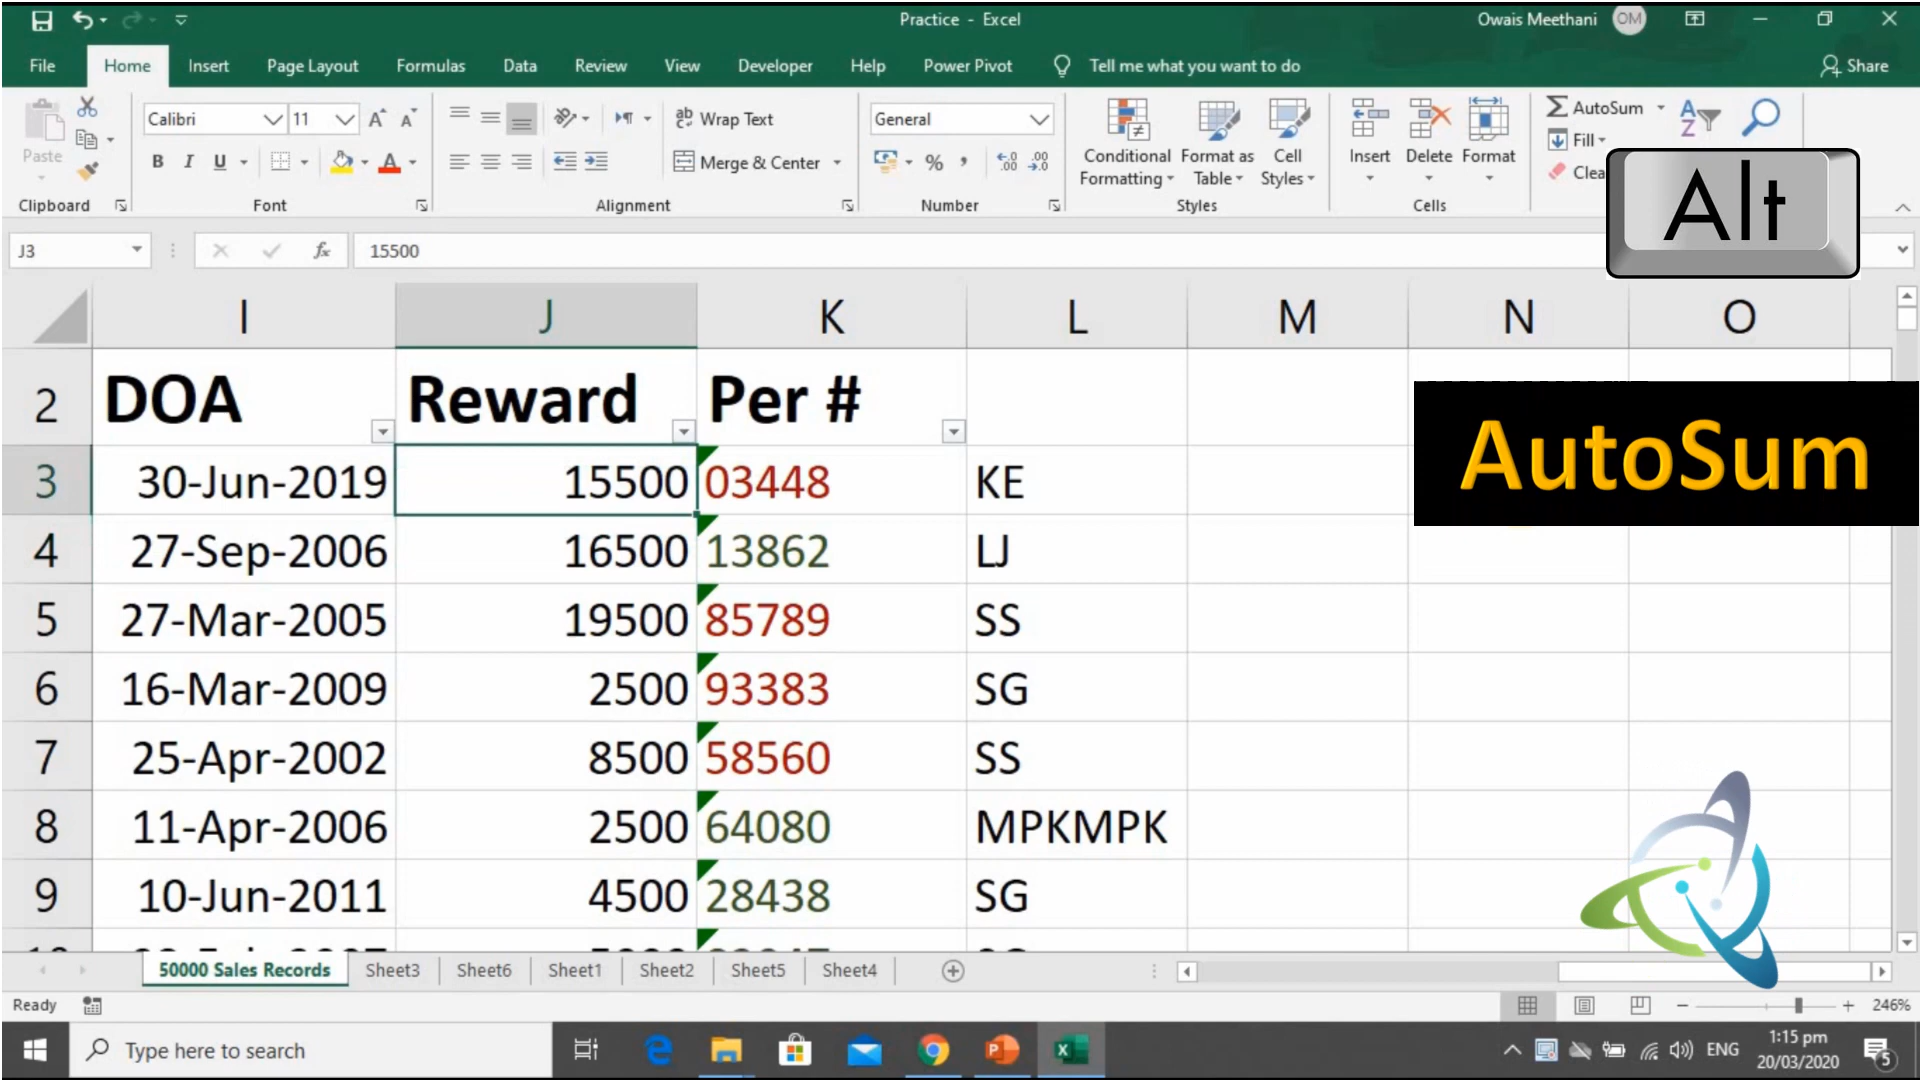 Practice - Excel
Owais Meethani
OM
File Home Insert Page Layout Formulas Data Review View Developer Help Power Pivot Tell me what you want to do
Share
Paste
Calibri 11
Wrap Text
General
B I U
Merge & Center
%
Conditional Formatting
Format as Table
Cell Styles
Insert Delete Format
AutoSum
Fill
Clea
Clipboard Font Alignment Number Styles Cells
Alt
J3 fx 15500
I J K L M N O
2 DOA Reward Per #
AutoSum
3 30-Jun-2019 15500 03448 KE
4 27-Sep-2006 16500 13862 LJ
5 27-Mar-2005 19500 85789 SS
6 16-Mar-2009 2500 93383 SG
7 25-Apr-2002 8500 58560 SS
8 11-Apr-2006 2500 64080 MPKMPK
9 10-Jun-2011 4500 28438 SG
50000 Sales Records Sheet3 Sheet6 Sheet1 Sheet2 Sheet5 Sheet4
Ready
246%
Type here to search
ENG
1:15 pm
20/03/2020
5